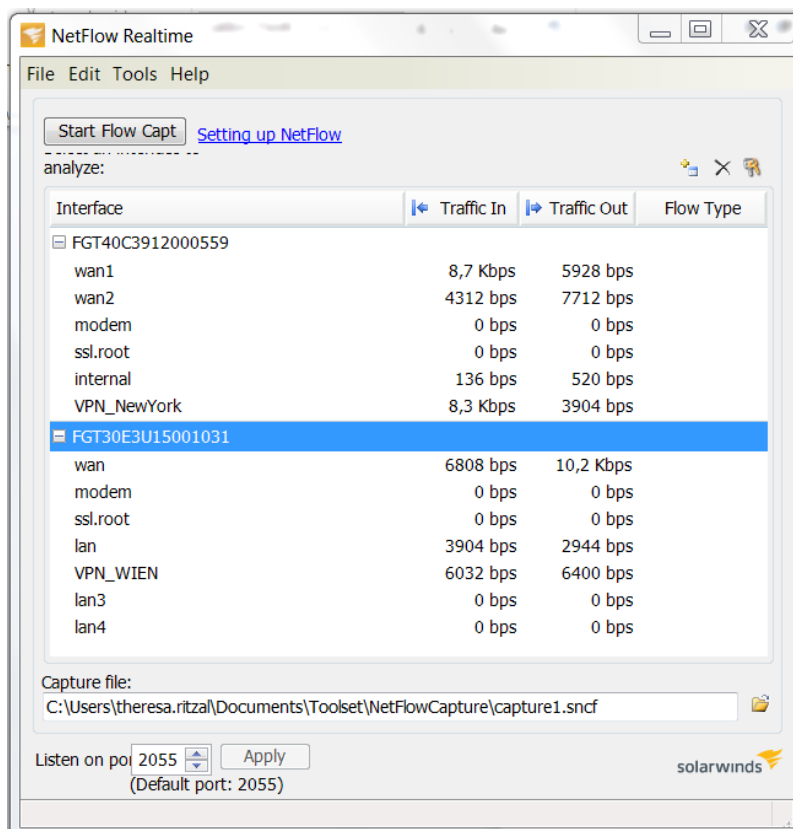 NetFlow Realtime
File Edit Tools Help
Start Flow Capt Setting up NetFlow
analyze:
Interface Traffic In Traffic Out Flow Type
FGT40C3912000559
wan1 8,7 Kbps 5928 bps
wan2 4312 bps 7712 bps
modem 0 bps 0 bps
ssl.root 0 bps 0 bps
internal 136 bps 520 bps
VPN_NewYork 8,3 Kbps 3904 bps
FGT30E3U15001031
wan 6808 bps 10,2 Kbps
modem 0 bps 0 bps
ssl.root 0 bps 0 bps
lan 3904 bps 2944 bps
VPN_WIEN 6032 bps 6400 bps
lan3 0 bps 0 bps
lan4 0 bps 0 bps
Capture file:
C:\Users\theresa.ritzal\Documents\Toolset\NetFlowCapture\capture1.sncf
Listen on por 2055 Apply
(Default port: 2055)
solarwinds